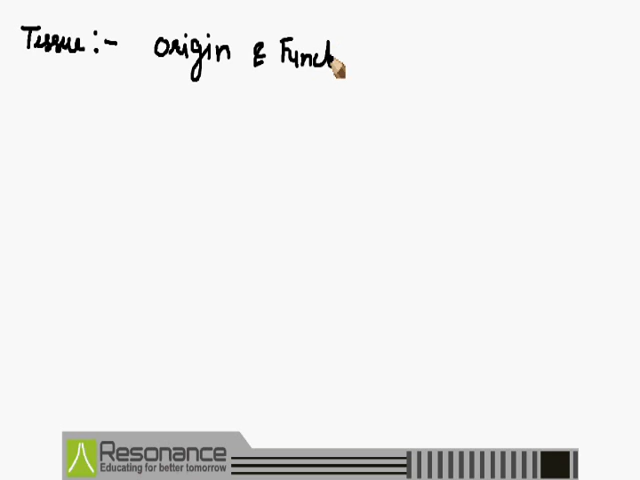 Tissue:- Origin & Funct
Resonance
Educating for better tomorrow